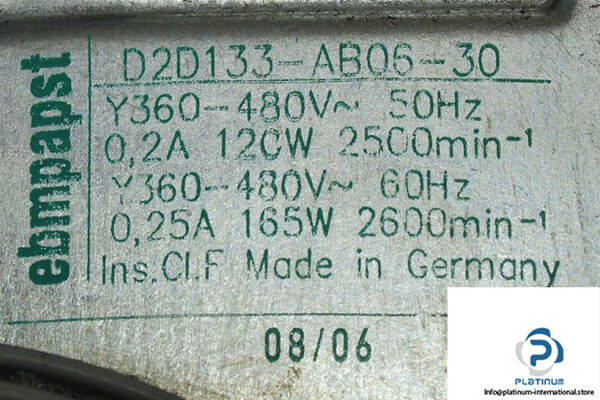 ebmpapst
D2D133-AB06-30
Y360-480V~ 50Hz
0,2A 120W 2500min-1
Y360-480V~ 60Hz
0,25A 165W 2600min-1
Ins.Cl.F Made in Germany
08/06
PLATINUM
Info@platinum-international.store